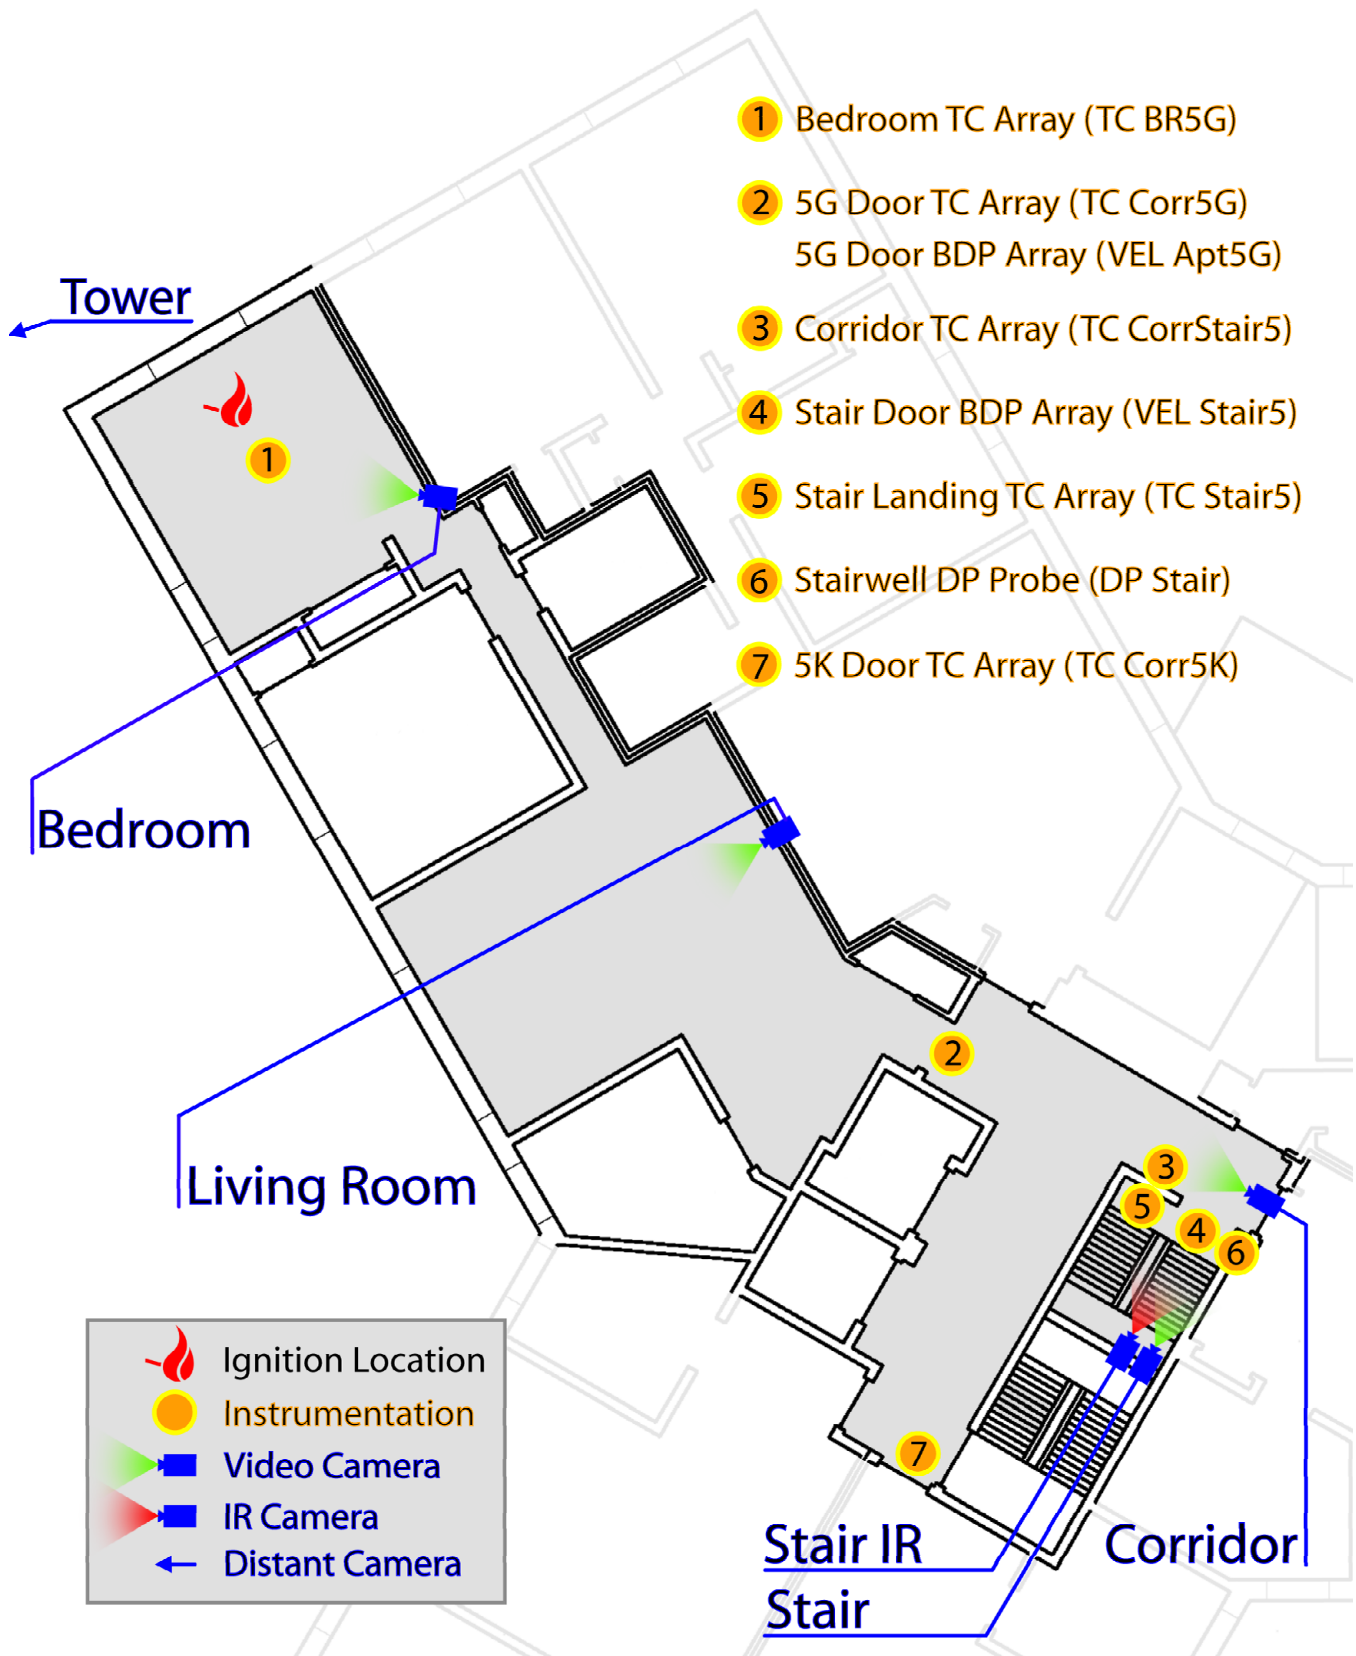 1 Bedroom TC Array (TC BR5G)
2 5G Door TC Array (TC Corr5G)
5G Door BDP Array (VEL Apt5G)
3 Corridor TC Array (TC CorrStair5)
4 Stair Door BDP Array (VEL Stair5)
5 Stair Landing TC Array (TC Stair5)
6 Stairwell DP Probe (DP Stair)
7 5K Door TC Array (TC Corr5K)
Tower
1
Bedroom
2
Living Room
3
5
4
6
7
Ignition Location
Instrumentation
Video Camera
IR Camera
Distant Camera
Stair IR
Corridor
Stair